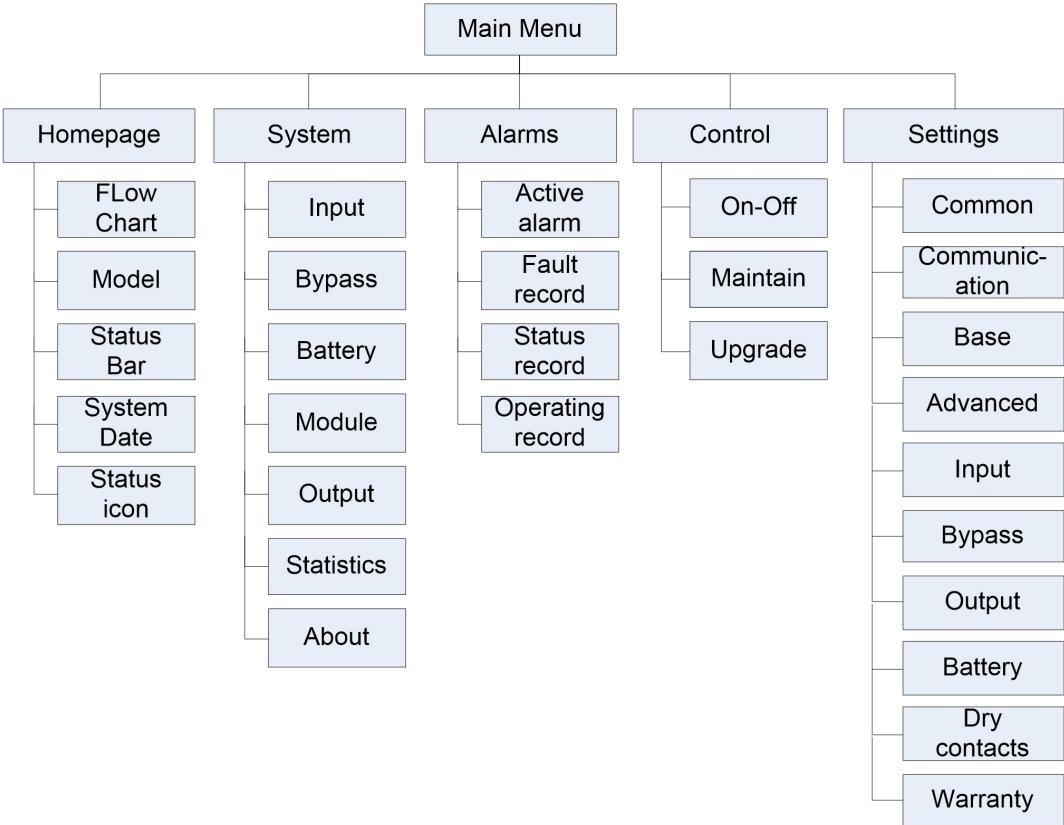 Main Menu
Homepage
FLow
Chart
Model
Status
Bar
System
Date
Status
icon
System
Input
Bypass
Battery
Module
Output
Statistics
About
Alarms
Active
alarm
Fault
record
Status
record
Operating
record
Control
On-Off
Maintain
Upgrade
Settings
Common
Communic-
ation
Base
Advanced
Input
Bypass
Output
Battery
Dry
contacts
Warranty